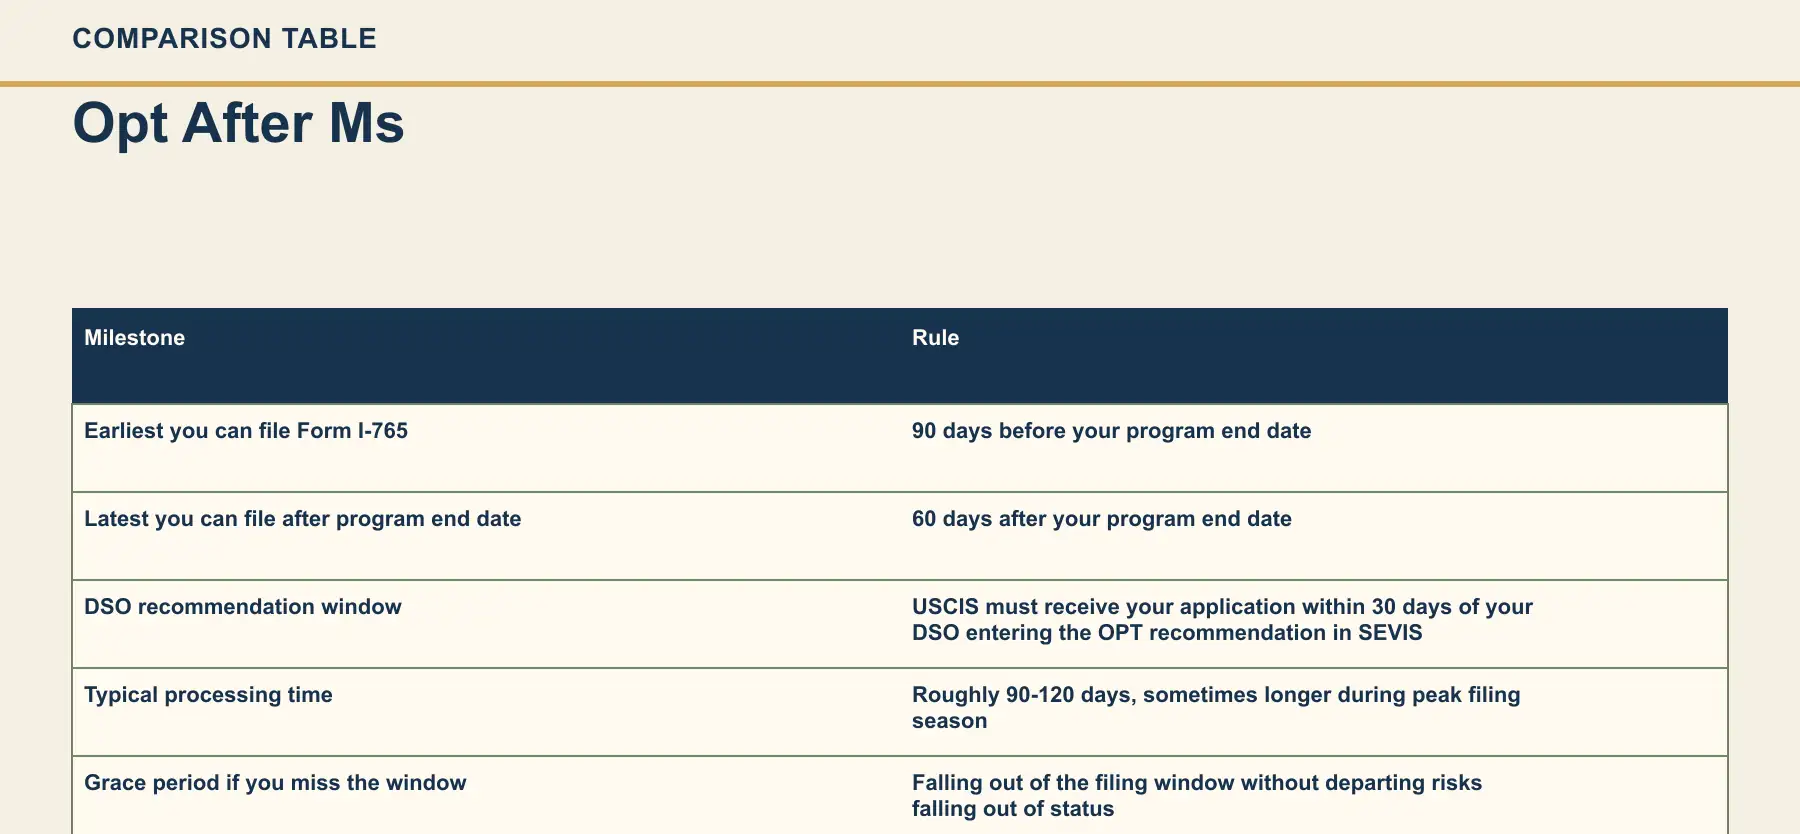 COMPARISON TABLE
Opt After Ms
Milestone
Rule
Earliest you can file Form I-765
90 days before your program end date
Latest you can file after program end date
60 days after your program end date
DSO recommendation window
USCIS must receive your application within 30 days of your
DSO entering the OPT recommendation in SEVIS
Typical processing time
Roughly 90-120 days, sometimes longer during peak filing
season
Grace period if you miss the window
Falling out of the filing window without departing risks
falling out of status